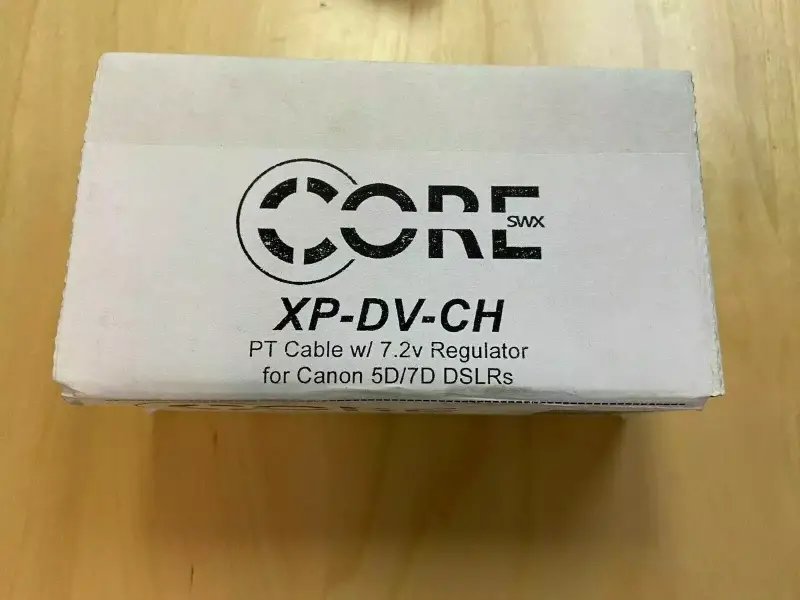 CORE
SWX
XP-DV-CH
PT Cable w/ 7.2v Regulator
for Canon 5D/7D DSLRs